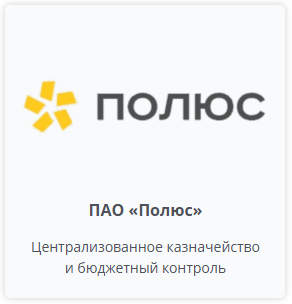 ПОЛЮС
ПАО «Полюс»
Централизованное казначейство
и бюджетный контроль